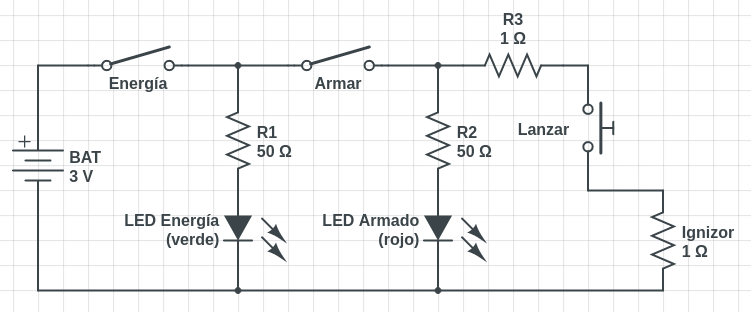 R3
1 Ω
Energía
Armar
+
BAT
3 V
R1
50 Ω
R2
50 Ω
Lanzar
LED Energía
(verde)
LED Armado
(rojo)
Ignizor
1 Ω